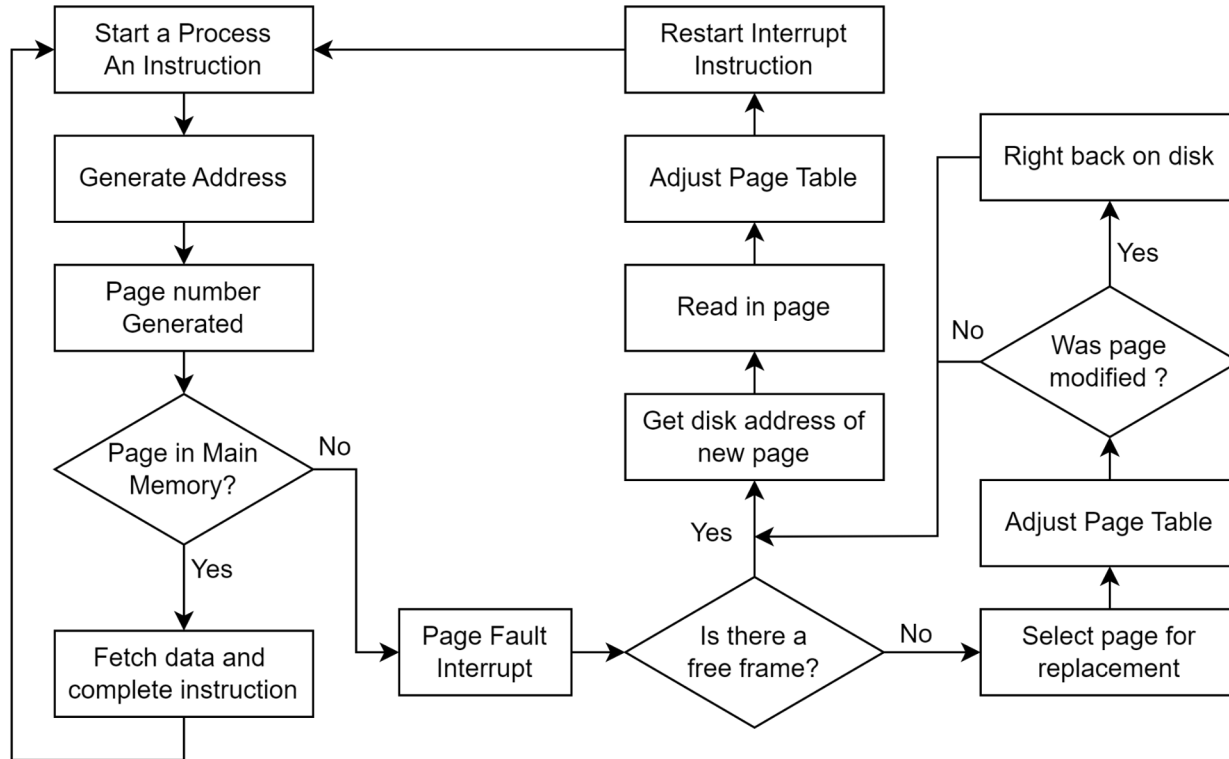 Start a Process
An Instruction
Generate Address
Page number
Generated
Page in Main
Memory?
No
Yes
Fetch data and
complete instruction
Page Fault
Interrupt
Is there a
free frame?
Yes
No
Get disk address of
new page
Read in page
Adjust Page Table
Restart Interrupt
Instruction
Select page for
replacement
Adjust Page Table
Was page
modified ?
No
Yes
Right back on disk